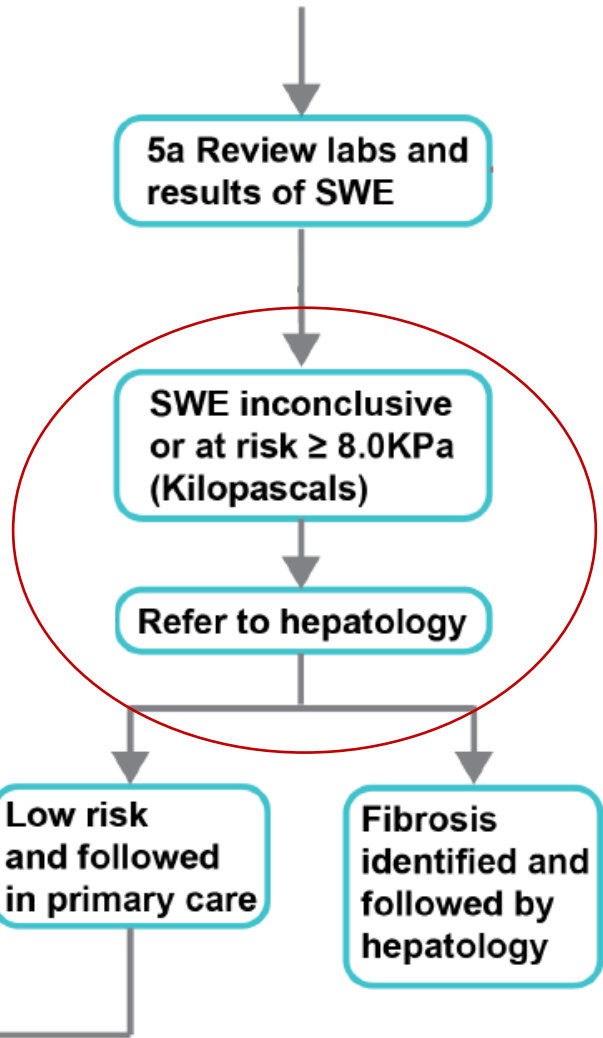 5a Review labs and
results of SWE
SWE inconclusive
or at risk ≥ 8.0KPa
(Kilopascals)
Refer to hepatology
Low risk
and followed
in primary care
Fibrosis
identified and
followed by
hepatology